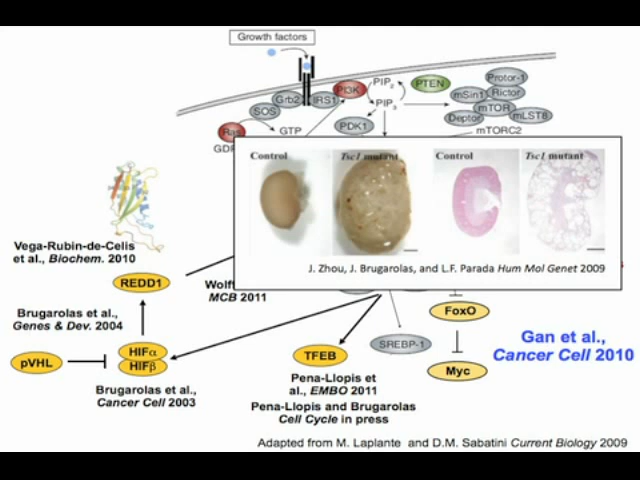 Growth factors
PI3K
PIP2
PTEN
Protor-1
mSin1
Rictor
Grb2
IRS1
SOS
PIP3
mTOR
Deptor
mLST8
PDK1
Ras
GTP
mTORC2
GDP
Control
Tsc1 mutant
Control
Tsc1 mutant
J. Zhou, J. Brugarolas, and L.F. Parada Hum Mol Genet 2009
Vega-Rubin-de-Celis
et al., Biochem. 2010
REDD1
MCB 2011
Brugarolas et al.,
Genes & Dev. 2004
FoxO
Gan et al.,
Cancer Cell 2010
pVHL
HIFα
HIFβ
TFEB
SREBP-1
Myc
Brugarolas et al.,
Cancer Cell 2003
Pena-Llopis et
al., EMBO 2011
Pena-Llopis and Brugarolas
Cell Cycle in press
Adapted from M. Laplante and D.M. Sabatini Current Biology 2009